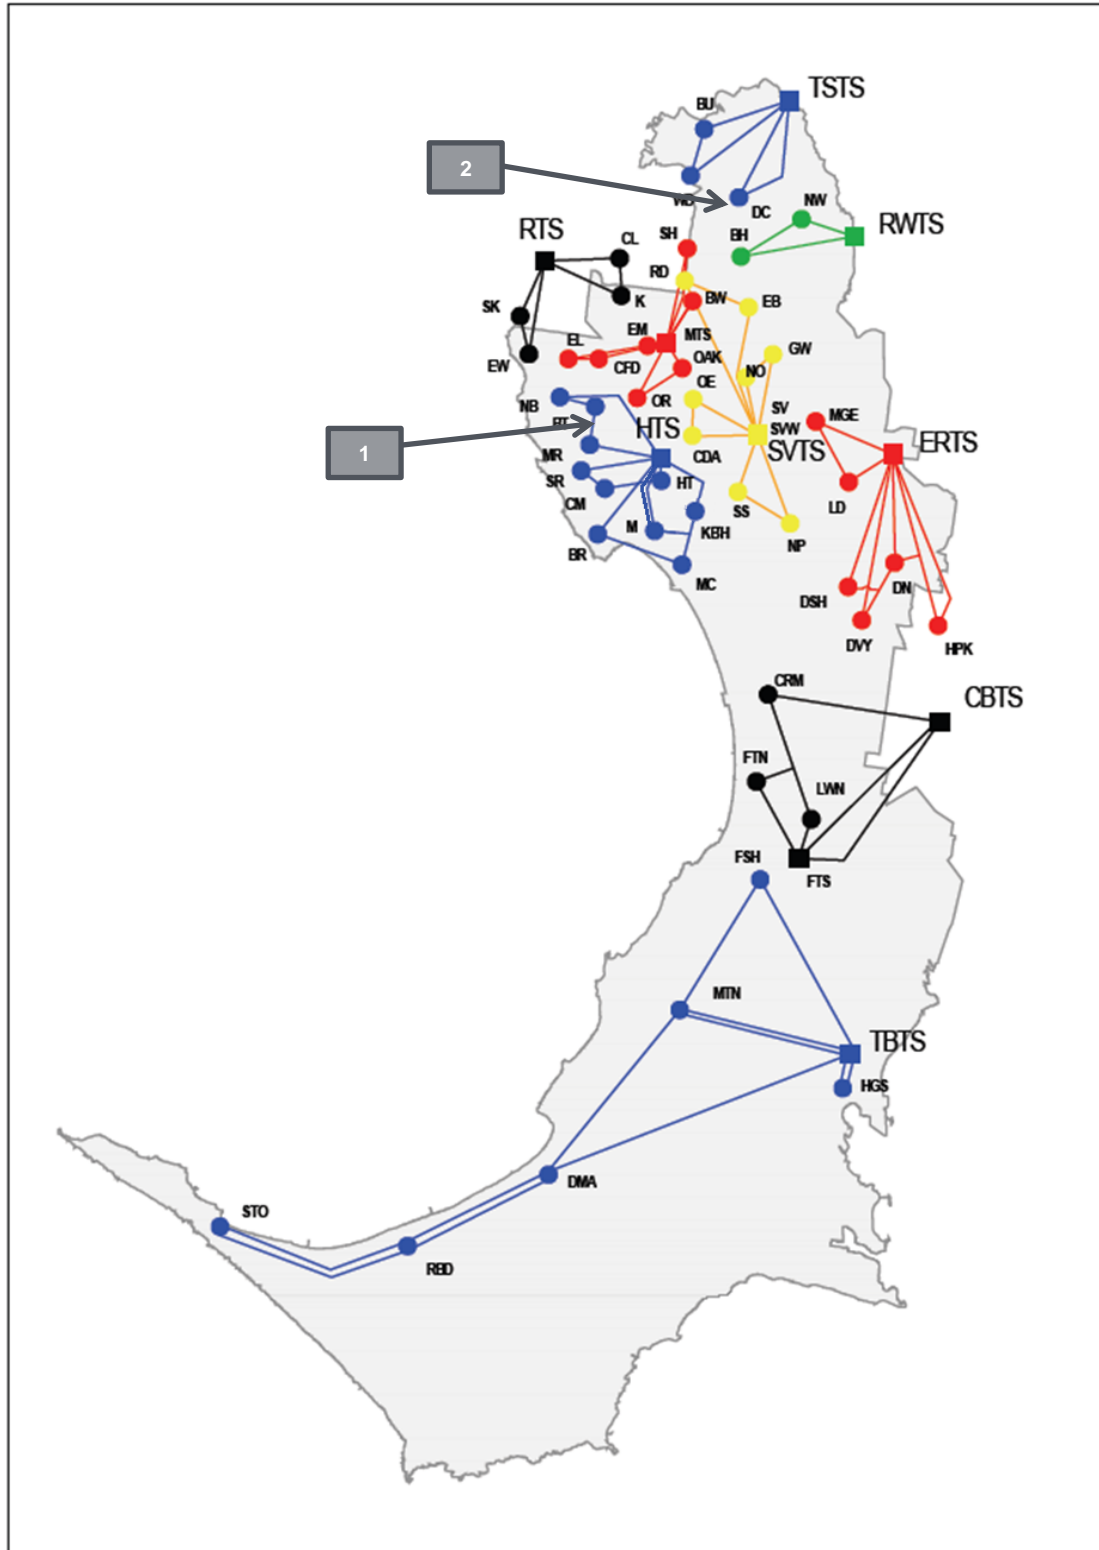 TSTS
BU
2
DC
NW
RWTS
RTS
CL
SH
BH
RD
K
BW
EB
SK
EM
MTS
GW
EL
EW
CFD
OAK
NO
OE
NB
OR
SV
MGE
HTS
SVW
ERTS
1
MR
CDA
SVTS
SR
HT
CM
LD
SS
M
KBH
NP
BR
MC
DN
DSH
DVY
HPK
CRM
CBTS
FTN
LWN
FSH
FTS
MTN
TBTS
HGS
DMA
STO
RBD